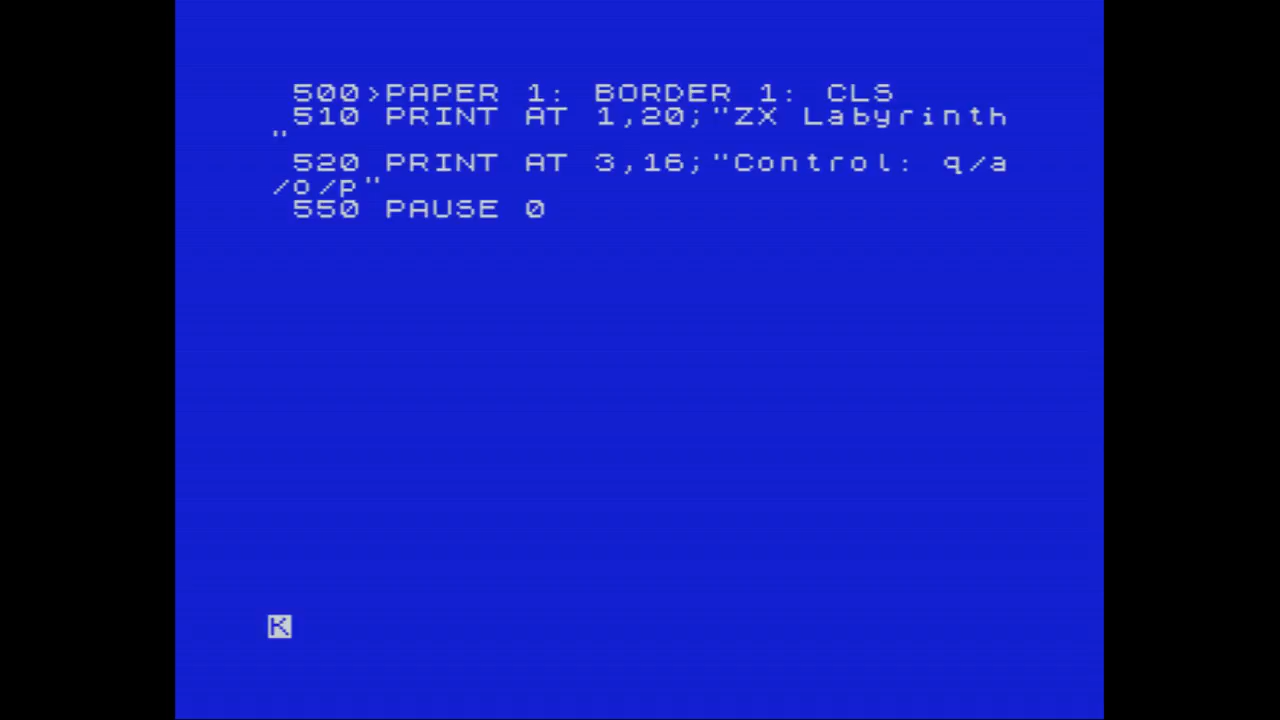 500>PAPER 1: BORDER 1: CLS
510 PRINT AT 1,20;"ZX Labyrinth
"
520 PRINT AT 3,16;"Control: q/a
/o/p"
550 PAUSE 0
K